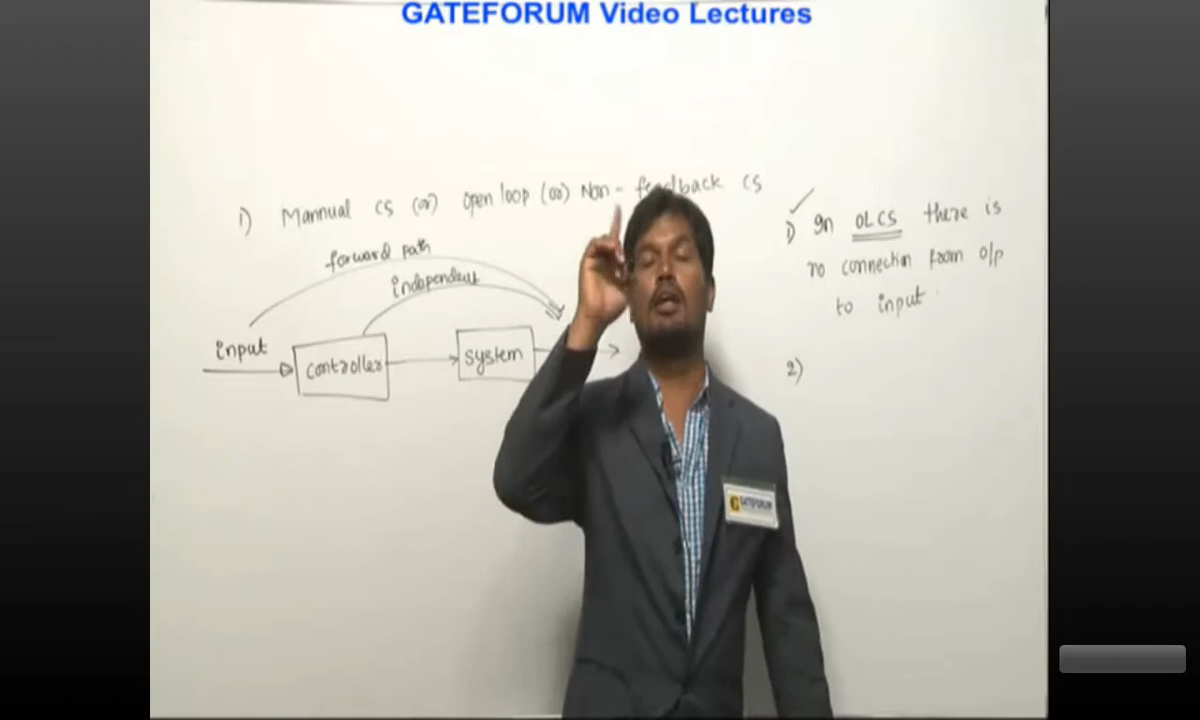 GATEFORUM Video Lectures
1) Mannual CS (or) open loop (or) Non - feedback CS
forward path
independent
input
controller
system
1) In OLCS there is
no connection from o/p
to input
2)
GATEFORUM